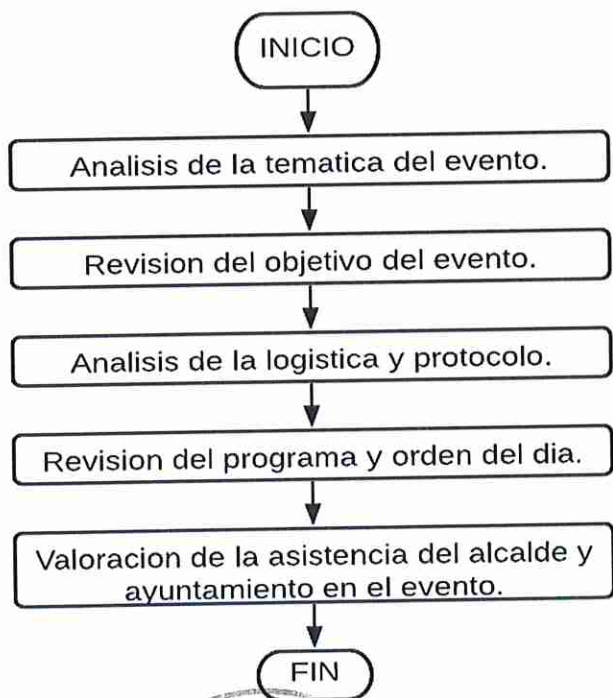 INICIO
Analisis de la tematica del evento.
Revision del objetivo del evento.
Analisis de la logistica y protocolo.
Revision del programa y orden del dia.
Valoracion de la asistencia del alcalde y
ayuntamiento en el evento.
FIN